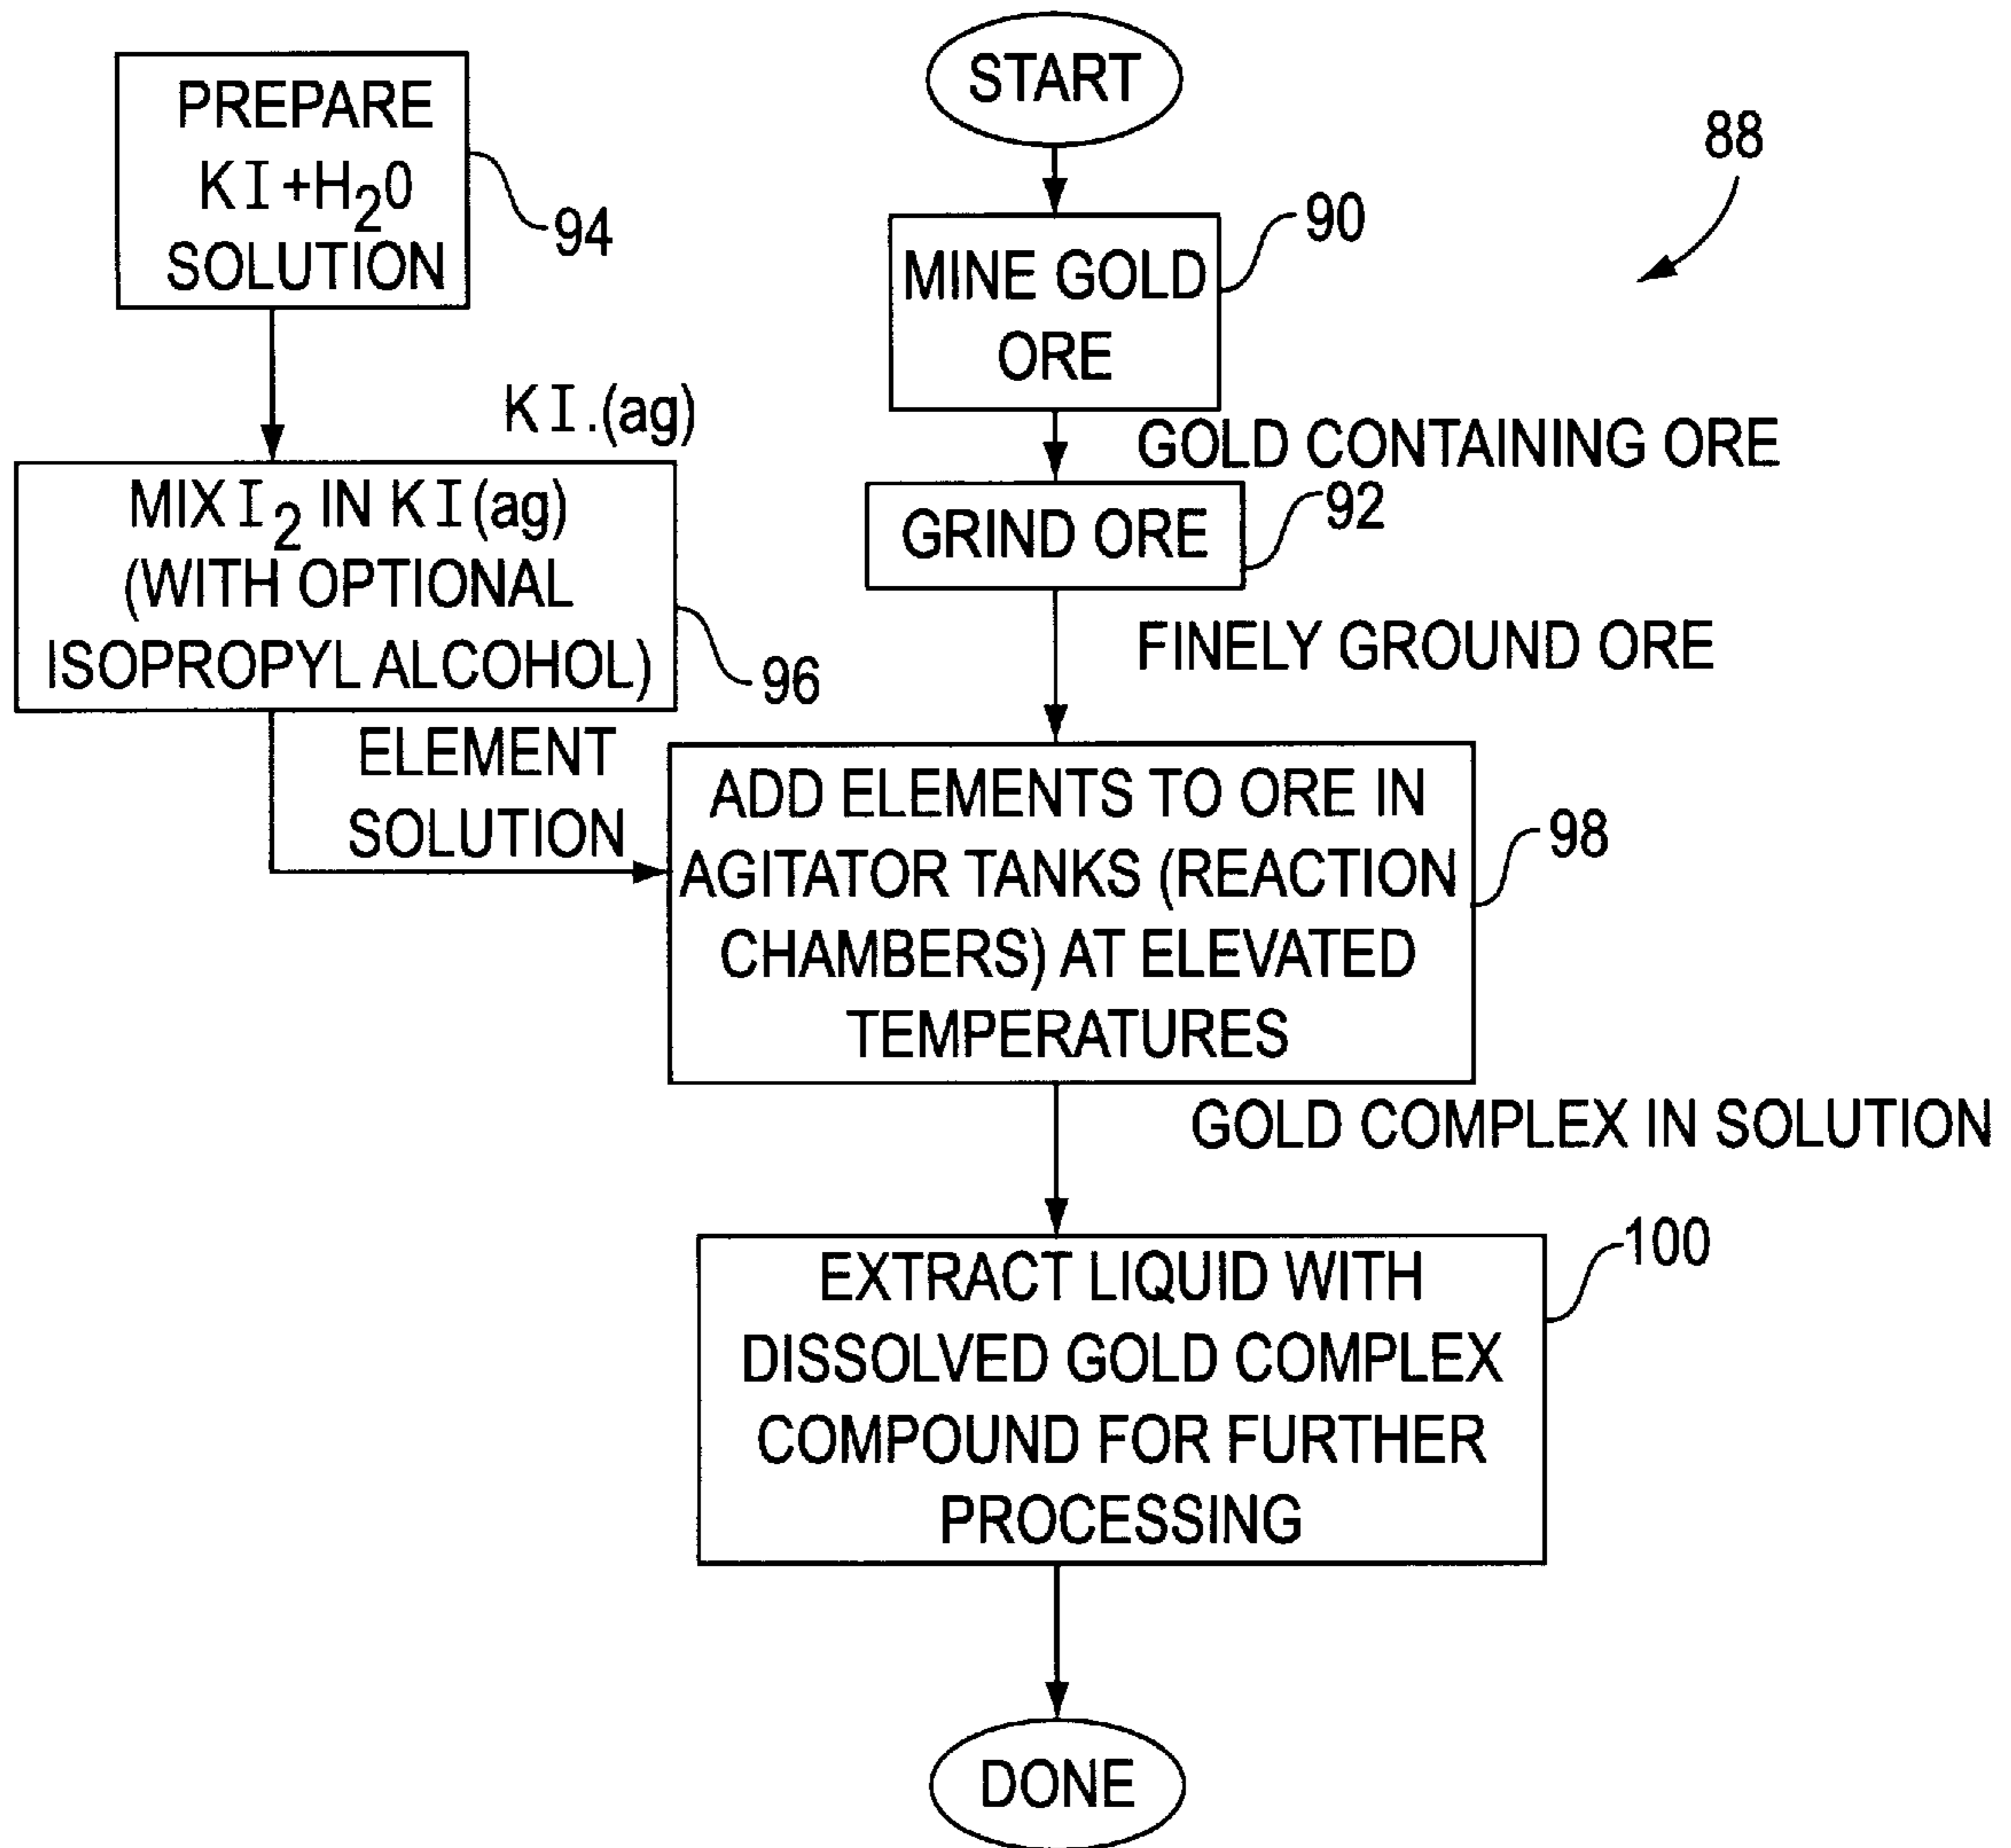 START
88
PREPARE
KI+H2O
SOLUTION
94
MINE GOLD
ORE
90
KI.(ag)
GOLD CONTAINING ORE
MIXI2 IN KI(ag)
(WITH OPTIONAL
ISOPROPYL ALCOHOL)
96
GRIND ORE
92
FINELY GROUND ORE
ELEMENT
SOLUTION
ADD ELEMENTS TO ORE IN
AGITATOR TANKS (REACTION
CHAMBERS) AT ELEVATED
TEMPERATURES
98
GOLD COMPLEX IN SOLUTION
EXTRACT LIQUID WITH
DISSOLVED GOLD COMPLEX
COMPOUND FOR FURTHER
PROCESSING
100
DONE